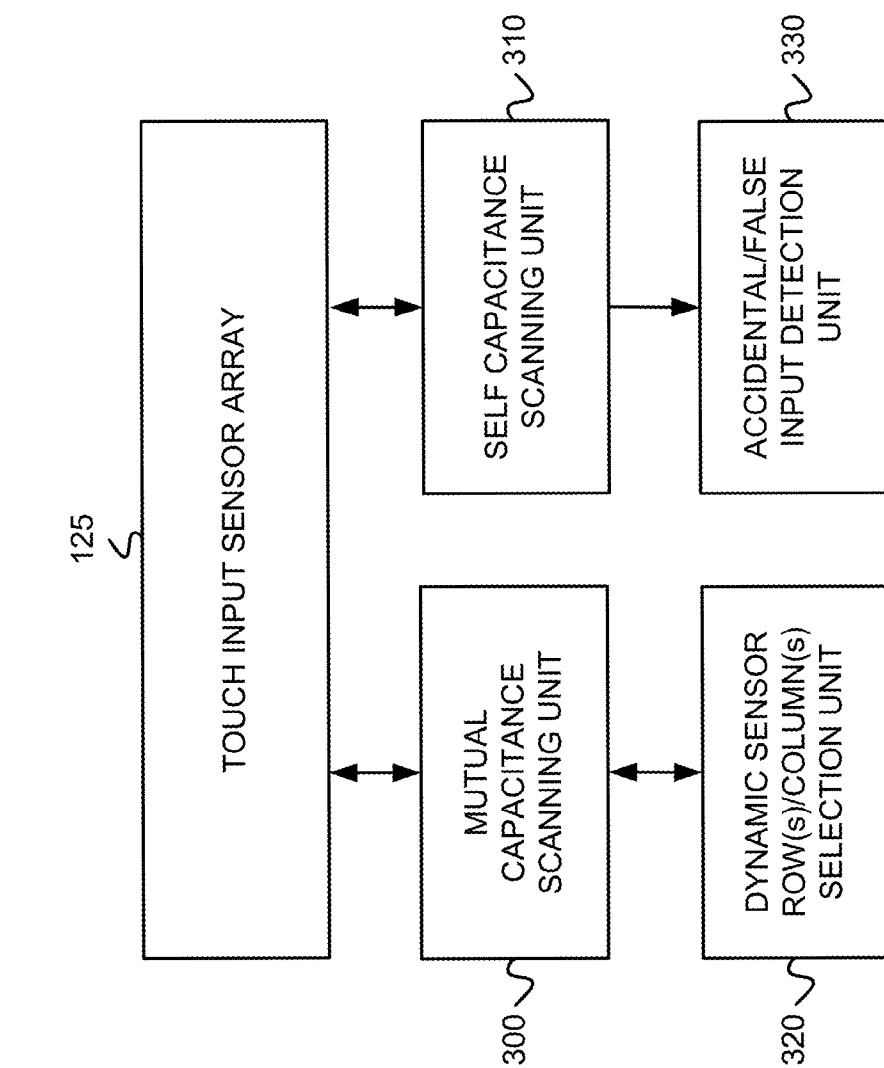 125
TOUCH INPUT SENSOR ARRAY
300
MUTUAL
CAPACITANCE
SCANNING UNIT
SELF CAPACITANCE
SCANNING UNIT
310
320
DYNAMIC SENSOR
ROW(s)/COLUMN(s)
SELECTION UNIT
ACCIDENTAL/FALSE
INPUT DETECTION
UNIT
330